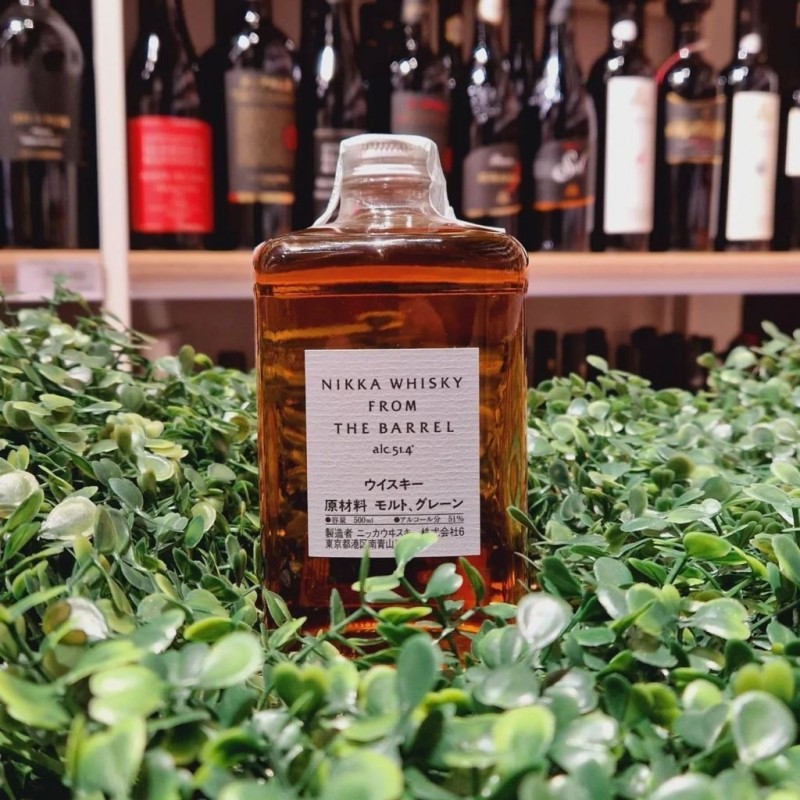 NIKKA WHISKY
FROM
THE BARREL
alc.51.4°
ウイスキー
原材料 モルト、グレーン
●容量 500ml ●アルコール分 51%
製造者 ニッカウヰスキー株式会社6
東京都港区南青山